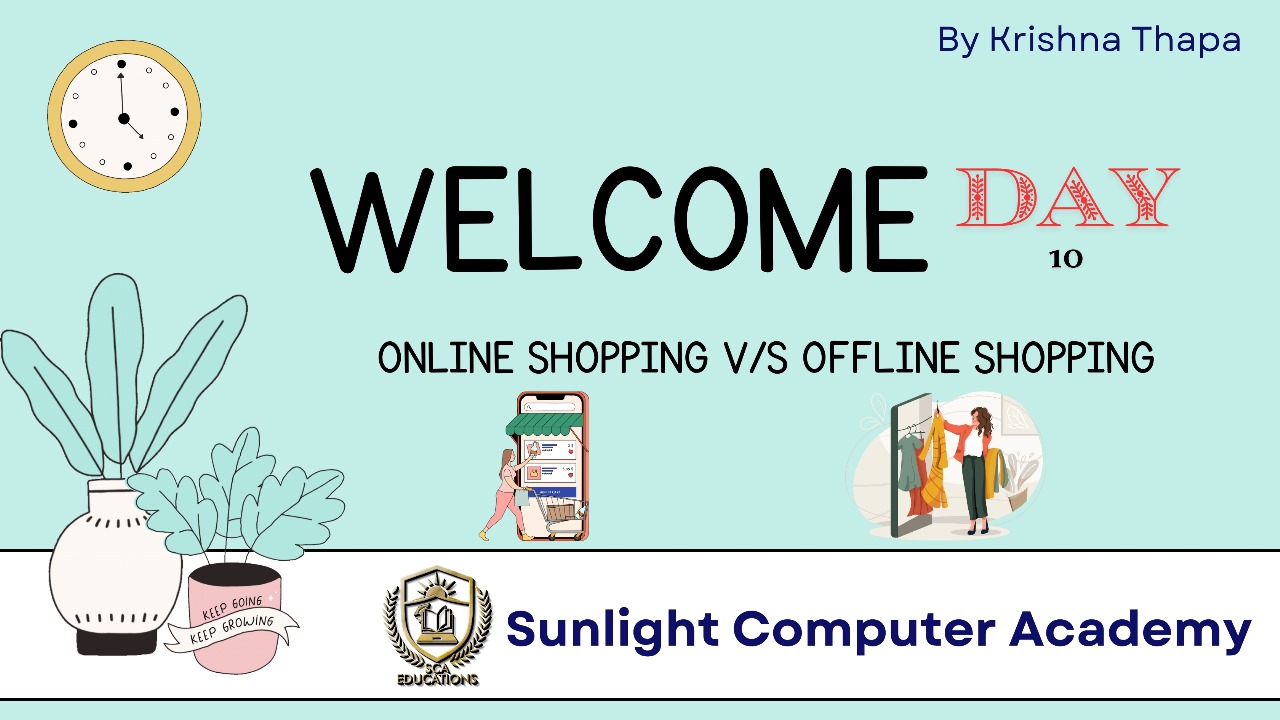 By Krishna Thapa
WELCOME DAY
10
ONLINE SHOPPING V/S OFFLINE SHOPPING
KEEP GOING
KEEP GROWING
SCA
EDUCATIONS
Sunlight Computer Academy